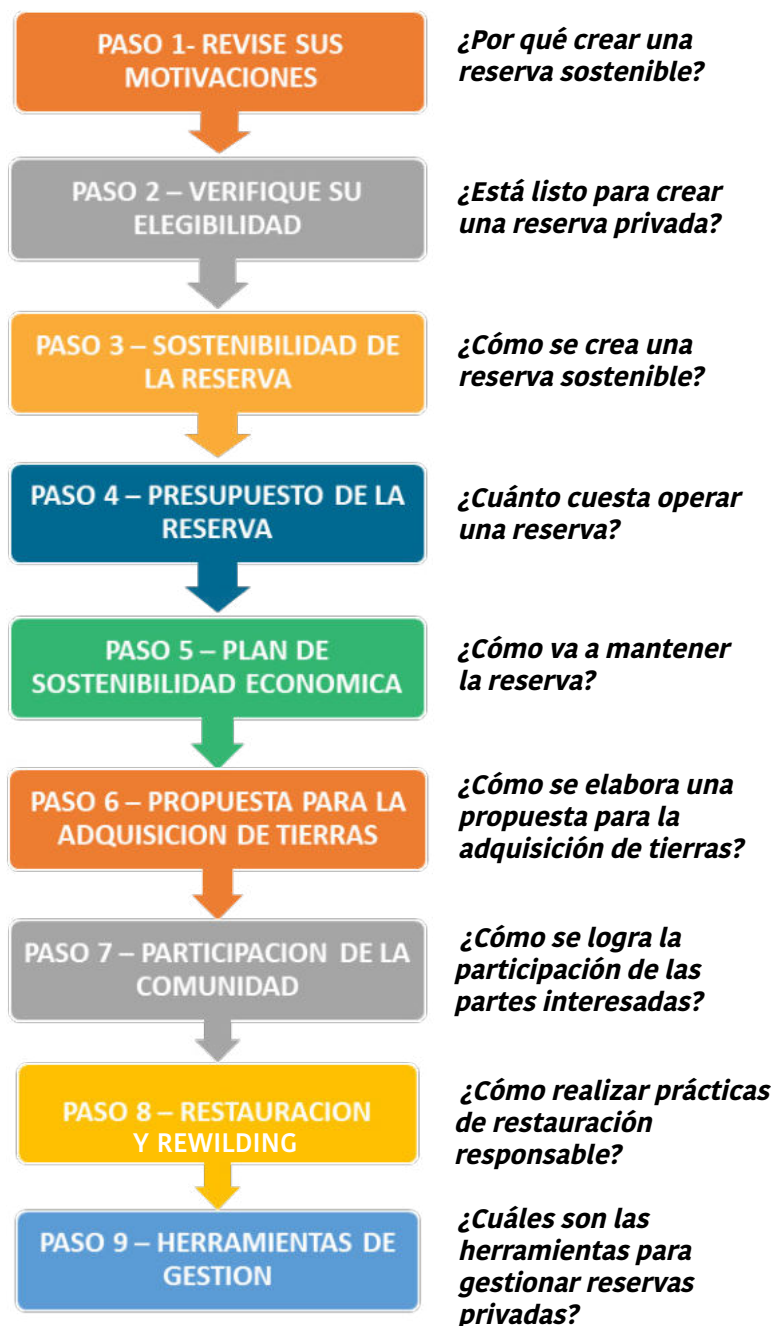 PASO 1- REVISE SUS
MOTIVACIONES
¿Por qué crear una
reserva sostenible?
PASO 2 – VERIFIQUE SU
ELEGIBILIDAD
¿Está listo para crear
una reserva privada?
PASO 3 – SOSTENIBILIDAD DE
LA RESERVA
¿Cómo se crea una
reserva sostenible?
PASO 4 – PRESUPUESTO DE LA
RESERVA
¿Cuánto cuesta operar
una reserva?
PASO 5 – PLAN DE
SOSTENIBILIDAD ECONOMICA
¿Cómo va a mantener
la reserva?
PASO 6 – PROPUESTA PARA LA
ADQUISICION DE TIERRAS
¿Cómo se elabora una
propuesta para la
adquisición de tierras?
PASO 7 – PARTICIPACION DE LA
COMUNIDAD
¿Cómo se logra la
participación de las
partes interesadas?
PASO 8 – RESTAURACION
Y REWILDING
¿Cómo realizar prácticas
de restauración
responsable?
PASO 9 – HERRAMIENTAS DE
GESTION
¿Cuáles son las
herramientas para
gestionar reservas
privadas?